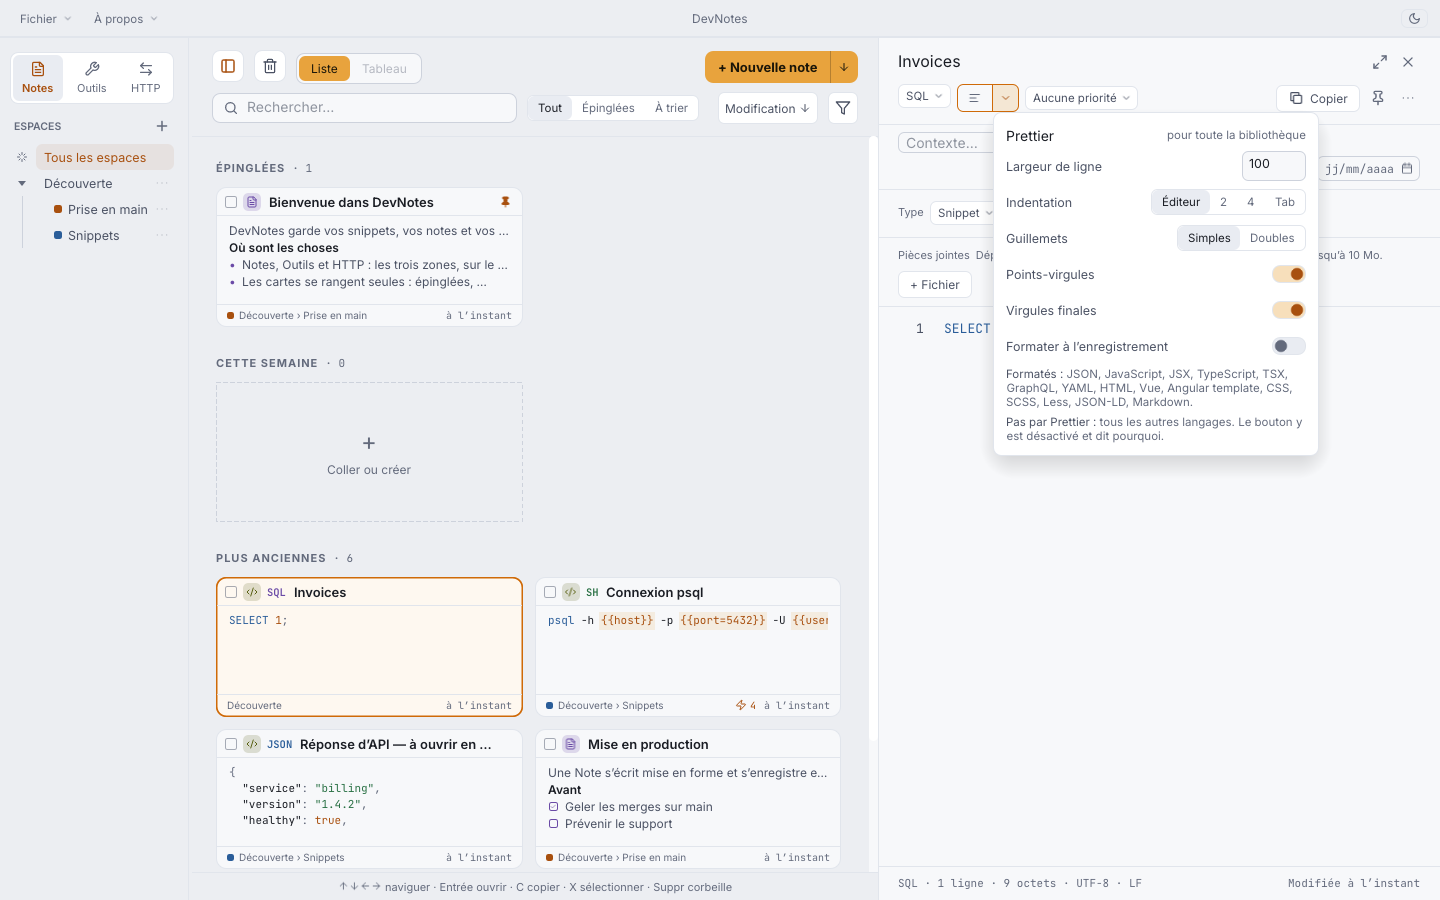 Fichier
À propos
DevNotes
Notes
Outils
HTTP
ESPACES
Tous les espaces
Découverte
Prise en main
Snippets
Liste
Tableau
+ Nouvelle note
Rechercher...
Tout
Épinglées
À trier
Modification
ÉPINGLÉES · 1
Bienvenue dans DevNotes
DevNotes garde vos snippets, vos notes et vos ...
Où sont les choses
• Notes, Outils et HTTP : les trois zones, sur le ...
• Les cartes se rangent seules : épinglées, ...
Découverte › Prise en main
à l’instant
CETTE SEMAINE · 0
+
Coller ou créer
PLUS ANCIENNES · 6
SQL Invoices
SELECT 1;
Découverte
à l’instant
SH Connexion psql
psql -h {{host}} -p {{port=5432}} -U {{user
Découverte › Snippets
4 à l’instant
JSON Réponse d’API — à ouvrir en ...
{
"service": "billing",
"version": "1.4.2",
"healthy": true,
Découverte › Snippets
à l’instant
Mise en production
Une Note s’écrit mise en forme et s’enregistre e...
Avant
Geler les merges sur main
Prévenir le support
Découverte › Prise en main
à l’instant
↑↓←→ naviguer · Entrée ouvrir · C copier · X sélectionner · Suppr corbeille
Invoices
SQL
Aucune priorité
Copier
Contexte...
jj/mm/aaaa
Type
Snippet
Pièces jointes
squ’à 10 Mo.
+ Fichier
1 SELECT
Prettier
pour toute la bibliothèque
Largeur de ligne
100
Indentation
Éditeur 2 4 Tab
Guillemets
Simples Doubles
Points-virgules
Virgules finales
Formater à l’enregistrement
Formatés : JSON, JavaScript, JSX, TypeScript, TSX,
GraphQL, YAML, HTML, Vue, Angular template, CSS,
SCSS, Less, JSON-LD, Markdown.
Pas par Prettier : tous les autres langages. Le bouton y
est désactivé et dit pourquoi.
SQL · 1 ligne · 9 octets · UTF-8 · LF
Modifiée à l’instant